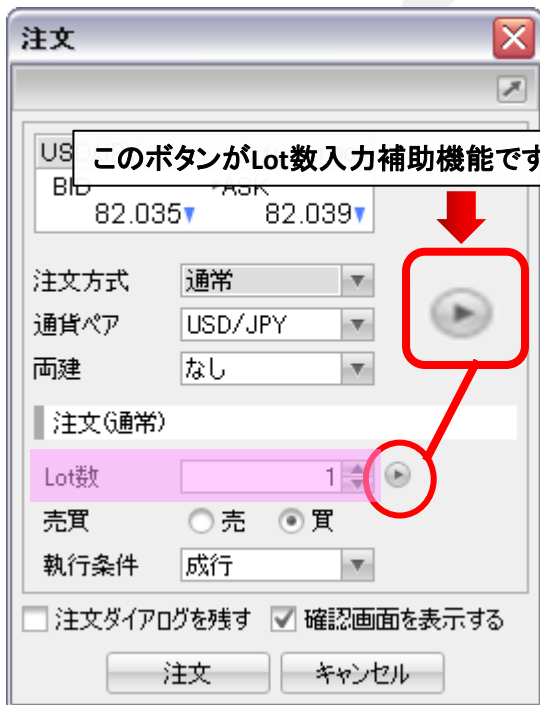 注文
US
このボタンがLot数入力補助機能です
BID ASK
82.035▼ 82.039▼
注文方式 通常
通貨ペア USD/JPY
両建 なし
注文(通常)
Lot数 1
売買 売 買
執行条件 成行
注文ダイアログを残す 確認画面を表示する
注文 キャンセル